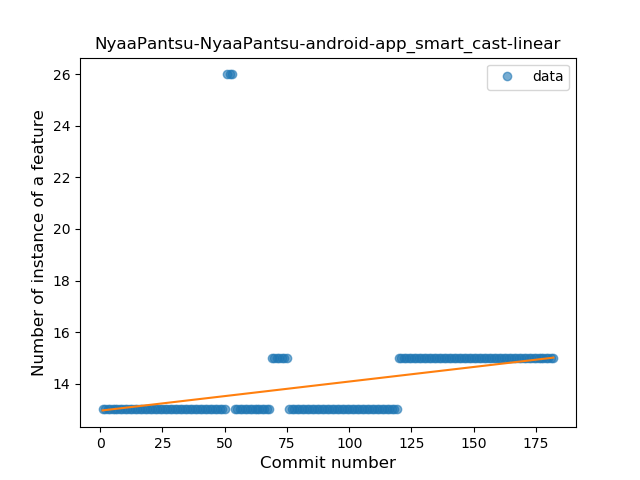 NyaaPantsu-NyaaPantsu-android-app_smart_cast-linear
data
Number of instance of a feature
26
24
22
20
18
16
14
0 25 50 75 100 125 150 175
Commit number